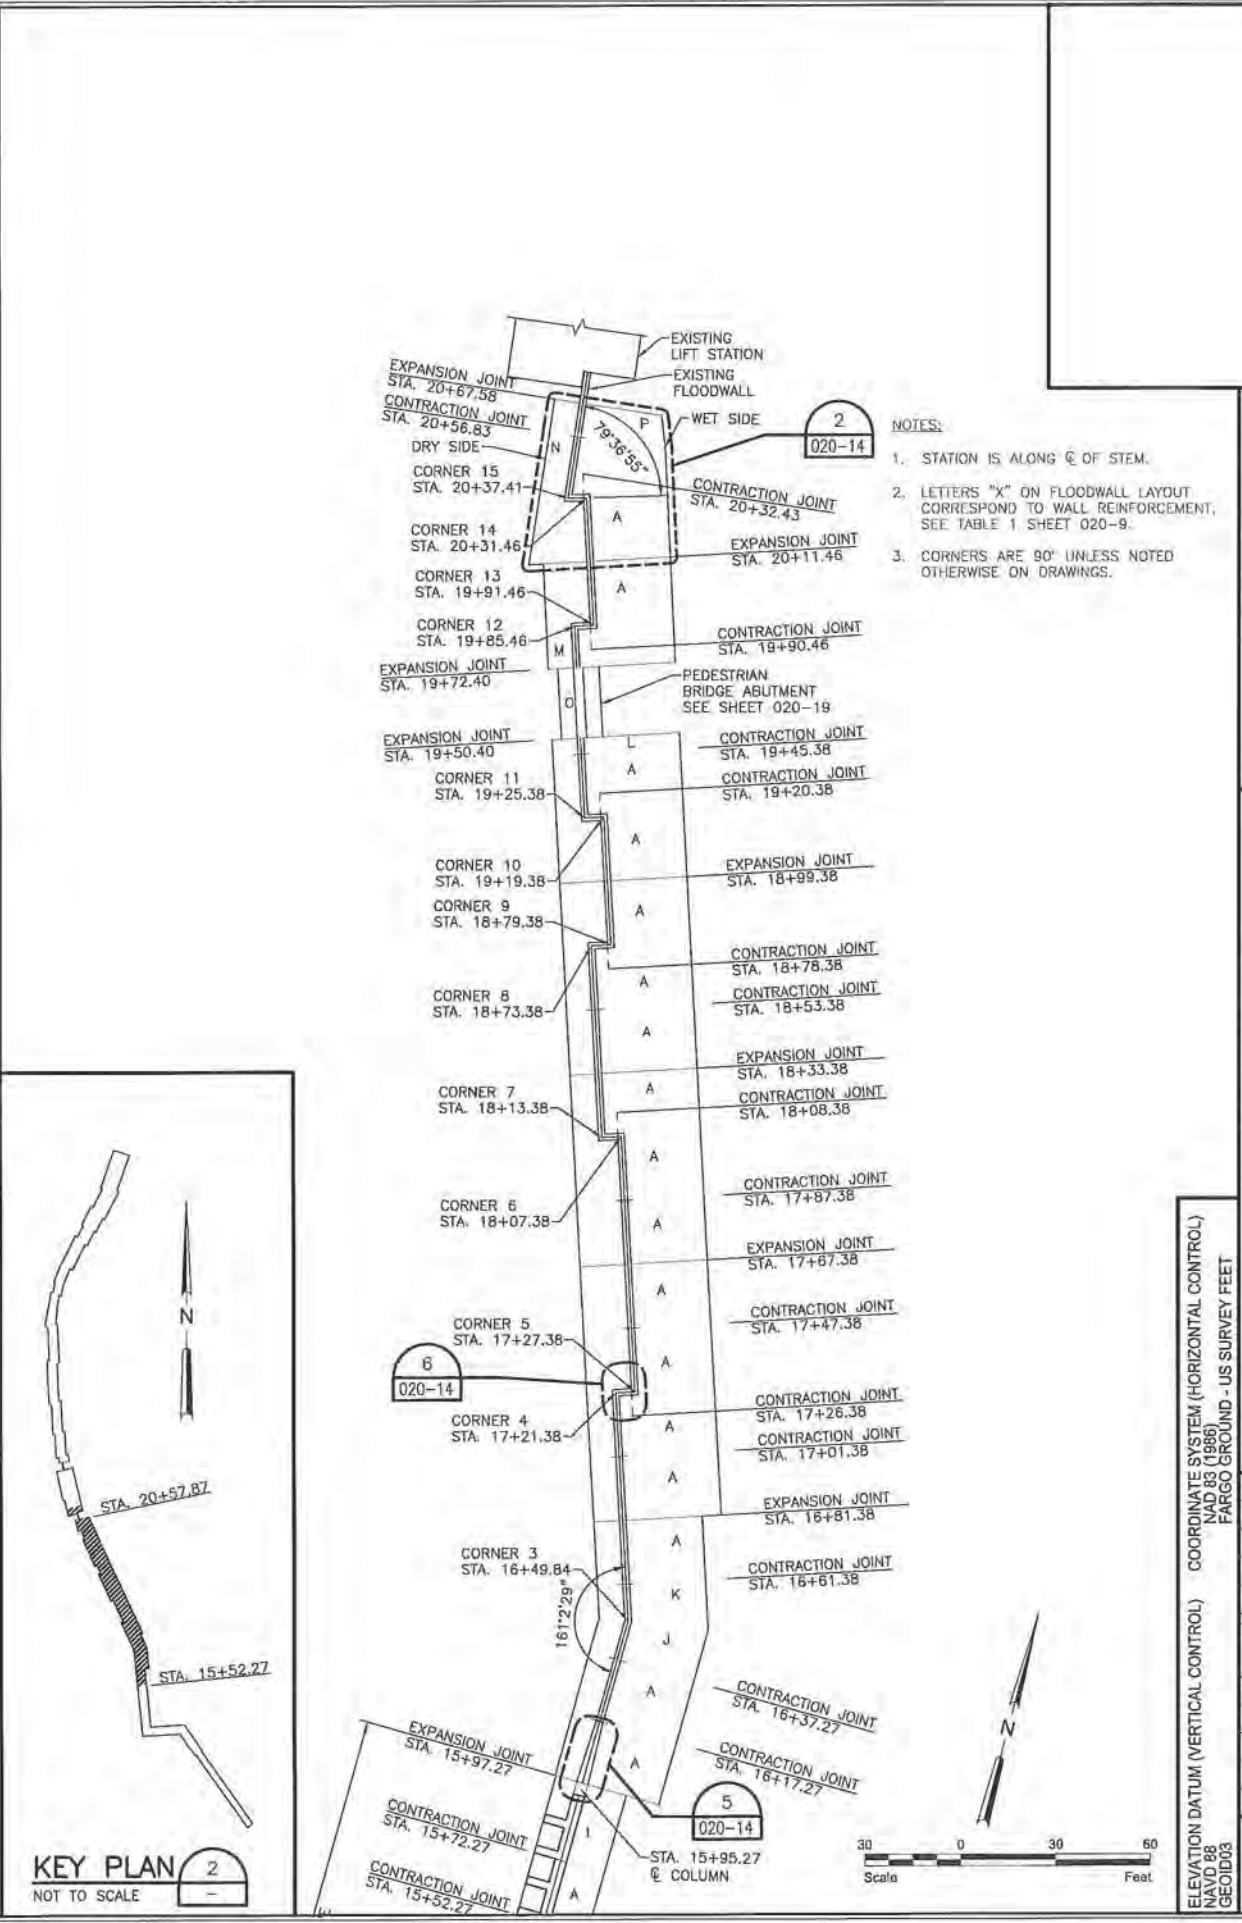 EXISTING
LIFT STATION
EXISTING
FLOODWALL
EXPANSION JOINT
STA. 20+67.58
CONTRACTION JOINT
STA. 20+56.83
DRY SIDE
CORNER 15
STA. 20+37.41
CORNER 14
STA. 20+31.46
CORNER 13
STA. 19+91.46
CORNER 12
STA. 19+85.46
EXPANSION JOINT
STA. 19+72.40
EXPANSION JOINT
STA. 19+50.40
CORNER 11
STA. 19+25.38
CORNER 10
STA. 19+19.38
CORNER 9
STA. 18+79.38
CORNER 8
STA. 18+73.38
CORNER 7
STA. 18+13.38
CORNER 6
STA. 18+07.38
CORNER 5
STA. 17+27.38
6
020-14
CORNER 4
STA. 17+21.38
CORNER 3
STA. 16+49.84
161°2'29"
EXPANSION JOINT
STA. 15+97.27
CONTRACTION JOINT
STA. 15+72.27
CONTRACTION JOINT
STA. 15+52.27
P
N
79°36'55"
A
A
M
O
L
A
A
A
A
A
A
A
A
A
A
A
A
A
K
J
A
A
I
A
WET SIDE
2
020-14
CONTRACTION JOINT
STA. 20+32.43
EXPANSION JOINT
STA. 20+11.46
CONTRACTION JOINT
STA. 19+90.46
PEDESTRIAN
BRIDGE ABUTMENT
SEE SHEET 020-19
CONTRACTION JOINT
STA. 19+45.38
CONTRACTION JOINT
STA. 19+20.38
EXPANSION JOINT
STA. 18+99.38
CONTRACTION JOINT
STA. 18+78.38
CONTRACTION JOINT
STA. 18+53.38
EXPANSION JOINT
STA. 18+33.38
CONTRACTION JOINT
STA. 18+08.38
CONTRACTION JOINT
STA. 17+87.38
EXPANSION JOINT
STA. 17+67.38
CONTRACTION JOINT
STA. 17+47.38
CONTRACTION JOINT
STA. 17+26.38
CONTRACTION JOINT
STA. 17+01.38
EXPANSION JOINT
STA. 16+81.38
CONTRACTION JOINT
STA. 16+61.38
CONTRACTION JOINT
STA. 16+37.27
CONTRACTION JOINT
STA. 16+17.27
5
020-14
STA. 15+95.27
℄ COLUMN
NOTES:
1. STATION IS ALONG ℄ OF STEM.
2. LETTERS "X" ON FLOODWALL LAYOUT
CORRESPOND TO WALL REINFORCEMENT,
SEE TABLE 1 SHEET 020-9.
3. CORNERS ARE 90° UNLESS NOTED
OTHERWISE ON DRAWINGS.
N
STA. 20+57.87
STA. 15+52.27
KEY PLAN
NOT TO SCALE
2
-
N
30 0 30 60
Scale Feet
ELEVATION DATUM (VERTICAL CONTROL)
NAVD 88
GEOID03
COORDINATE SYSTEM (HORIZONTAL CONTROL)
NAD 83 (1986)
FARGO GROUND - US SURVEY FEET